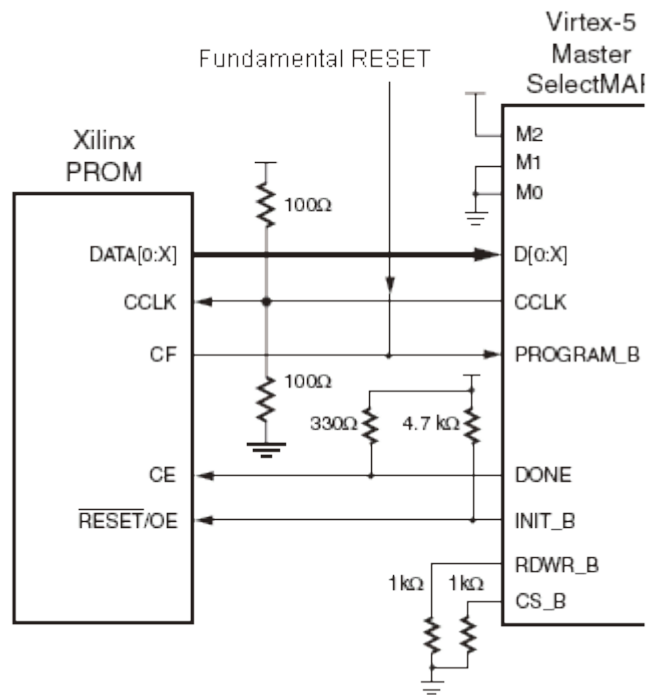 Virtex-5
Master
SelectMAP
Fundamental RESET
Xilinx
PROM
M2
M1
M0
100Ω
DATA[0:X]
D[0:X]
CCLK
CCLK
CF
PROGRAM_B
100Ω
330Ω
4.7 kΩ
CE
DONE
RESET/OE
INIT_B
RDWR_B
1kΩ
1kΩ
CS_B